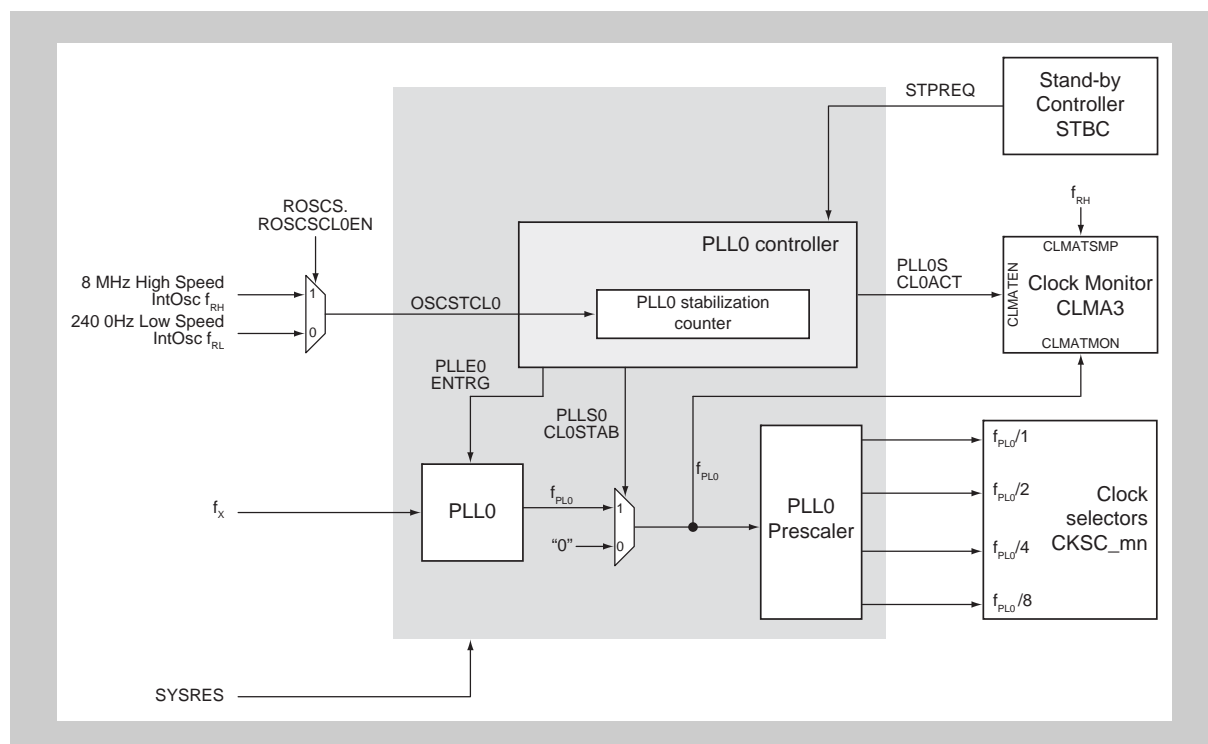 STPREQ
Stand-by
Controller
STBC
ROSCS.
ROSCSCL0EN
f_RH
PLL0 controller
CLMATSMP
CLMATEN
Clock Monitor
CLMA3
CLMATMON
PLL0S
CL0ACT
8 MHz High Speed
IntOsc f_RH
240 0Hz Low Speed
IntOsc f_RL
1
0
OSCSTCL0
PLL0 stabilization
counter
PLLE0
ENTRG
PLLS0
CL0STAB
f_PL0
f_X
PLL0
f_PL0
"0"
1
0
PLL0
Prescaler
f_PL0/1
f_PL0/2
f_PL0/4
f_PL0/8
Clock
selectors
CKSC_mn
SYSRES